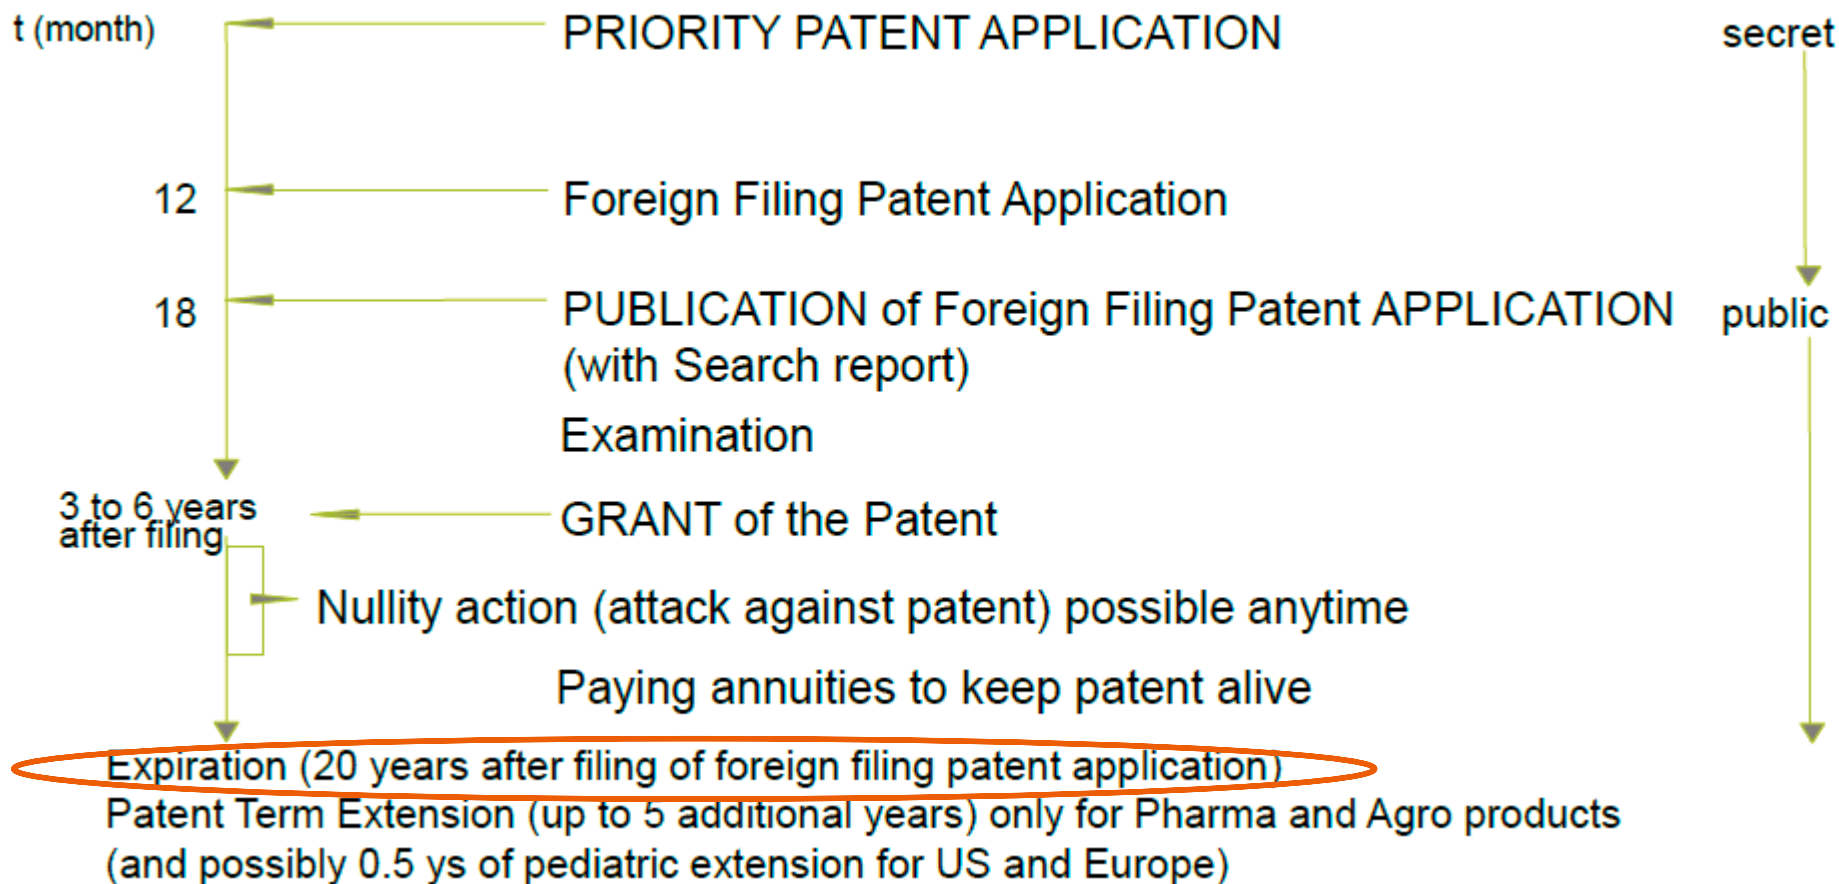 t (month)
PRIORITY PATENT APPLICATION
secret
12
Foreign Filing Patent Application
18
PUBLICATION of Foreign Filing Patent APPLICATION
public
(with Search report)
Examination
3 to 6 years
after filing
GRANT of the Patent
Nullity action (attack against patent) possible anytime
Paying annuities to keep patent alive
Expiration (20 years after filing of foreign filing patent application)
Patent Term Extension (up to 5 additional years) only for Pharma and Agro products
(and possibly 0.5 ys of pediatric extension for US and Europe)